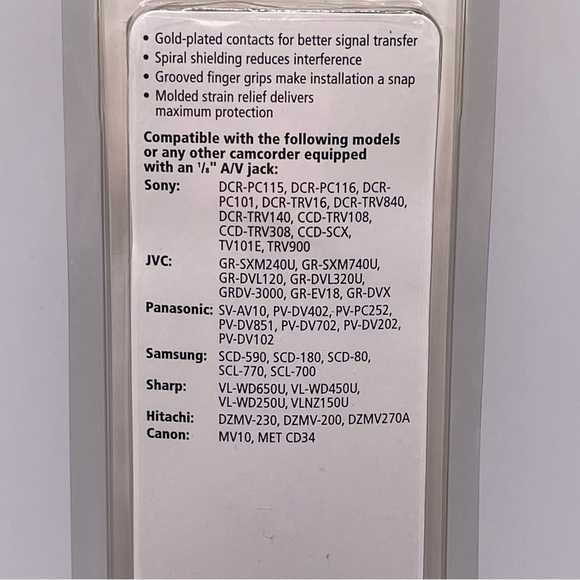 • Gold-plated contacts for better signal transfer
• Spiral shielding reduces interference
• Grooved finger grips make installation a snap
• Molded strain relief delivers
maximum protection
Compatible with the following models
or any other camcorder equipped
with an 1/8" A/V jack:
Sony: DCR-PC115, DCR-PC116, DCR-
PC101, DCR-TRV16, DCR-TRV840,
DCR-TRV140, CCD-TRV108,
CCD-TRV308, CCD-SCX,
TV101E, TRV900
JVC: GR-SXM240U, GR-SXM740U,
GR-DVL120, GR-DVL320U,
GRDV-3000, GR-EV18, GR-DVX
Panasonic: SV-AV10, PV-DV402, PV-PC252,
PV-DV851, PV-DV702, PV-DV202,
PV-DV102
Samsung: SCD-590, SCD-180, SCD-80,
SCL-770, SCL-700
Sharp: VL-WD650U, VL-WD450U,
VL-WD250U, VLNZ150U
Hitachi: DZMV-230, DZMV-200, DZMV270A
Canon: MV10, MET CD34